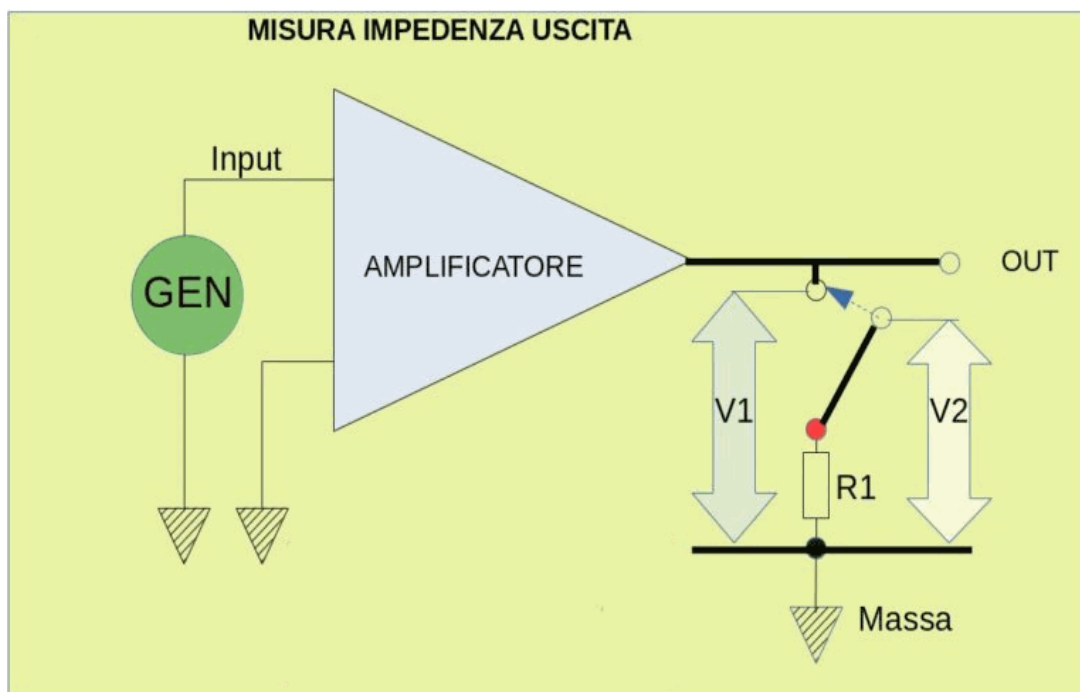 MISURA IMPEDENZA USCITA
Input
GEN
AMPLIFICATORE
OUT
V1
V2
R1
Massa